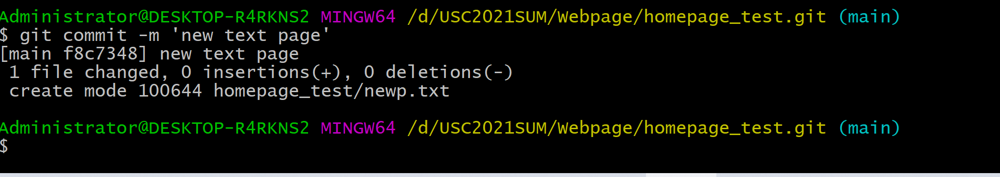 Administrator@DESKTOP-R4RKNS2 MINGW64 /d/USC2021SUM/Webpage/homepage_test.git (main)
$ git commit -m 'new text page'
[main f8c7348] new text page
 1 file changed, 0 insertions(+), 0 deletions(-)
 create mode 100644 homepage_test/newp.txt
Administrator@DESKTOP-R4RKNS2 MINGW64 /d/USC2021SUM/Webpage/homepage_test.git (main)
$